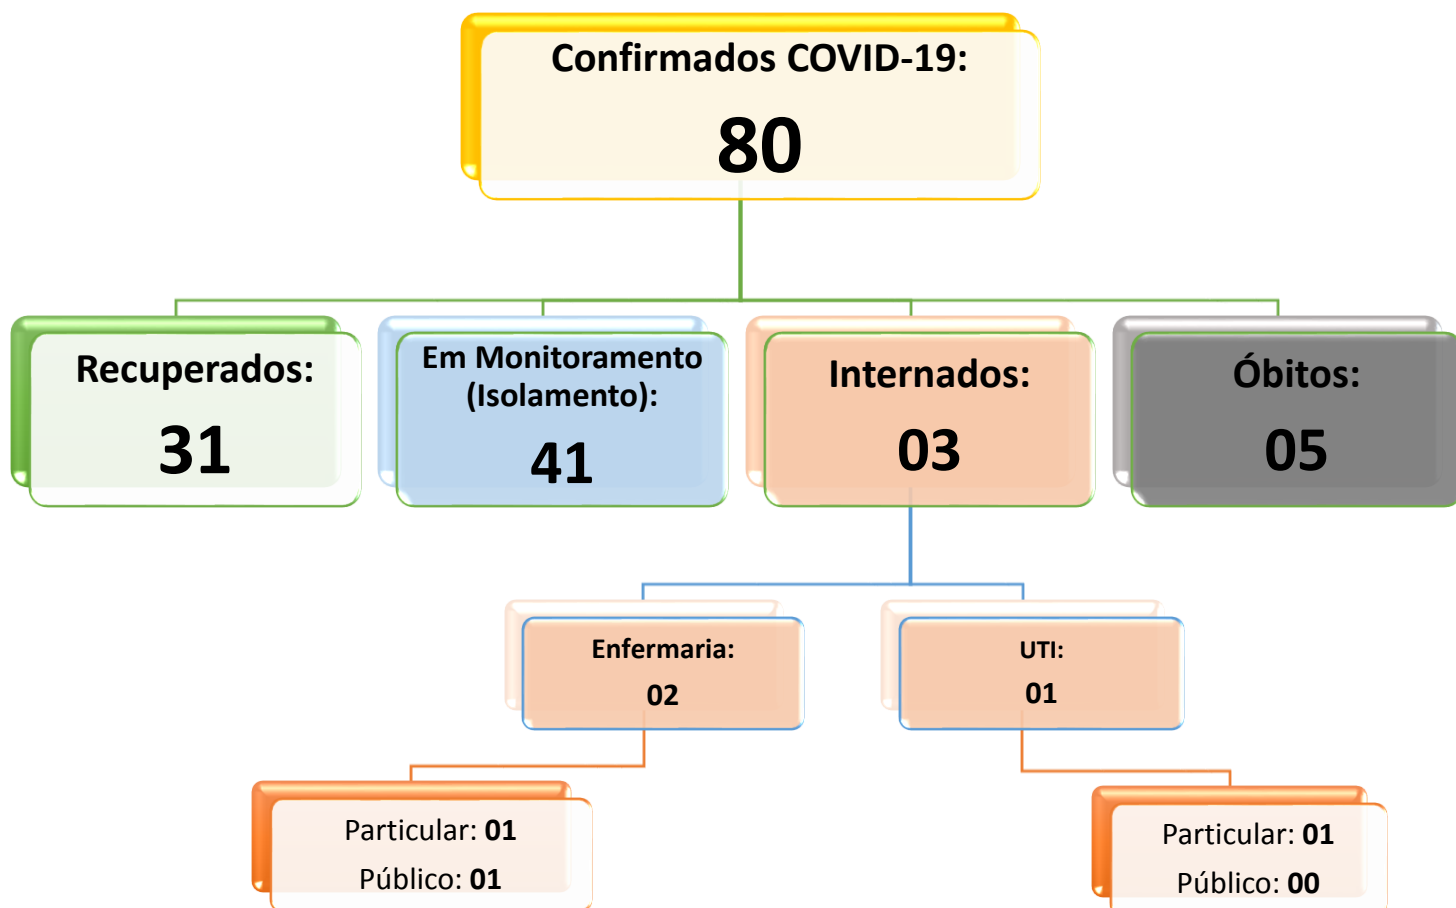 Confirmados COVID-19:
80
Recuperados:
31
Em Monitoramento
(Isolamento):
41
Internados:
03
Óbitos:
05
Enfermaria:
02
UTI:
01
Particular: 01
Público: 01
Particular: 01
Público: 00